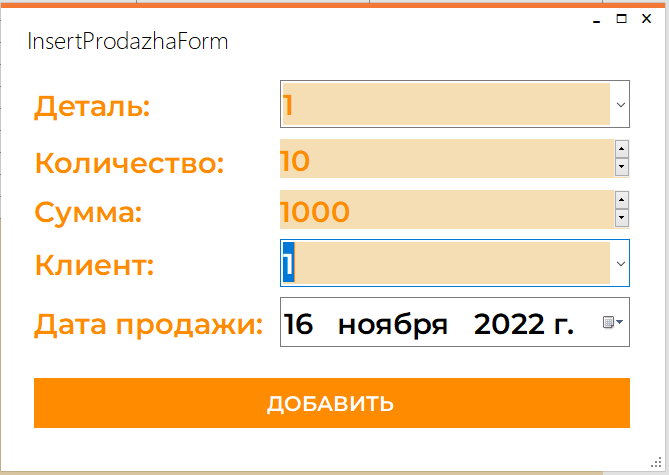 InsertProdazhaForm
Деталь: 1
Количество: 10
Сумма: 1000
Клиент: 1
Дата продажи: 16 ноября 2022 г.
ДОБАВИТЬ